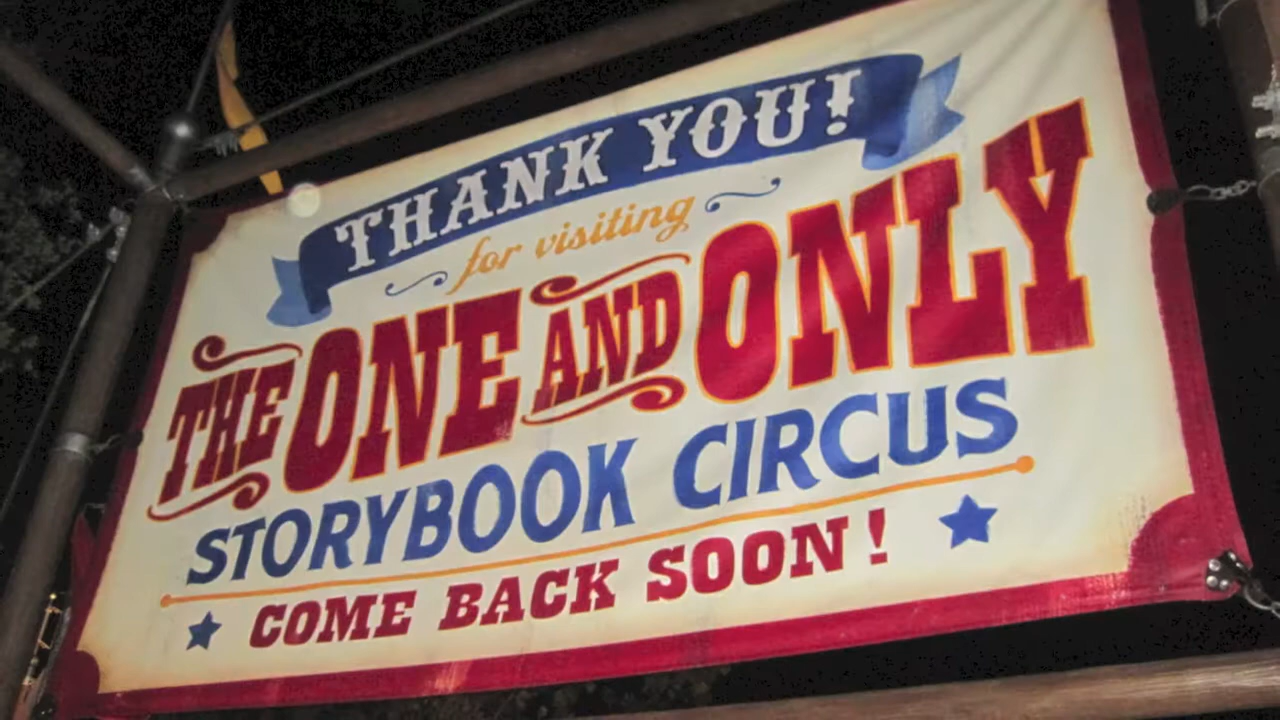 THANK YOU!
for visiting
THE ONE AND ONLY
STORYBOOK CIRCUS
COME BACK SOON!